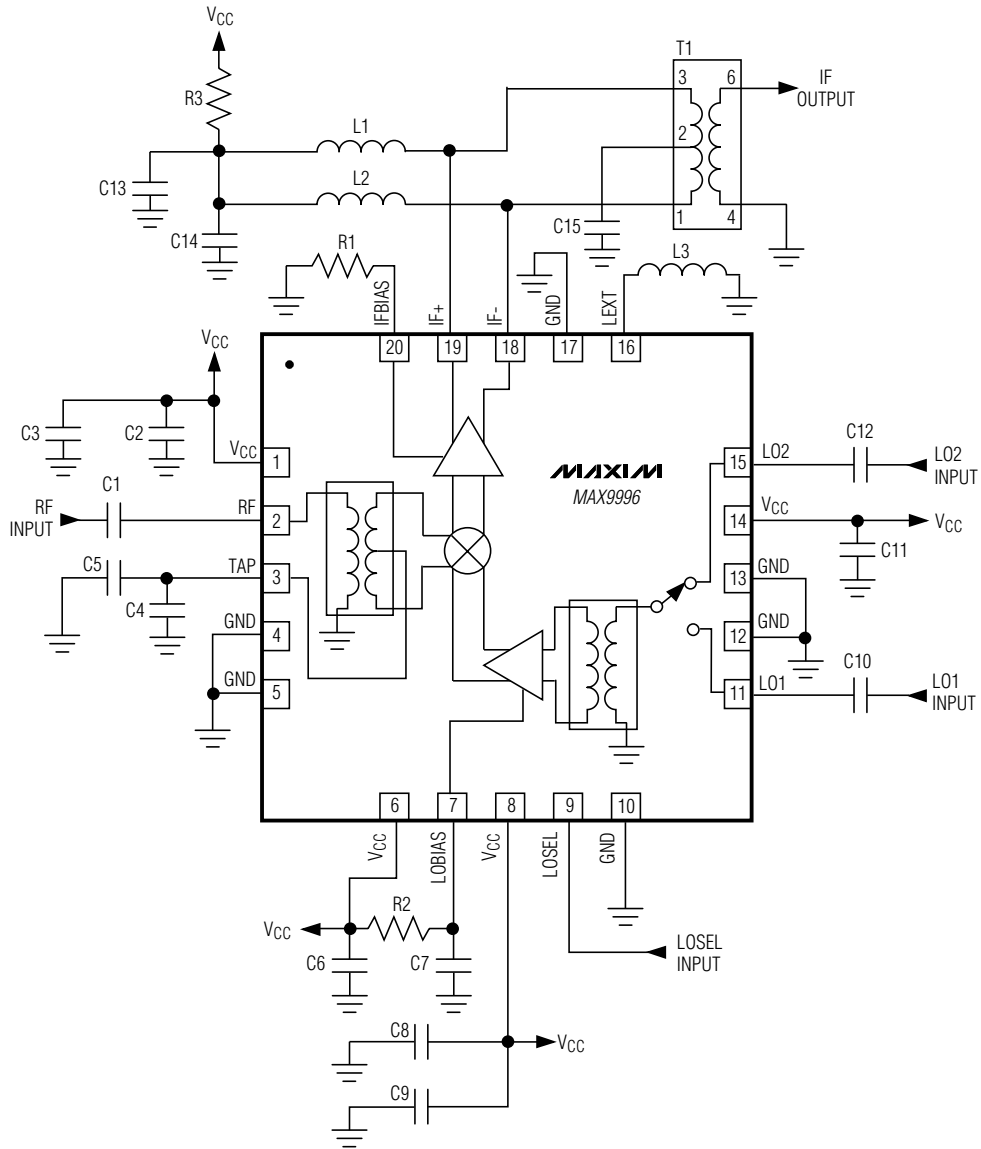 VCC
T1
3
6
IF
OUTPUT
R3
L1
2
C13
L2
1
4
C14
C15
R1
L3
IFBIAS
IF+
IF-
GND
LEXT
20
19
18
17
16
VCC
C3
C2
VCC
1
MAXIM
MAX9996
15
LO2
C12
LO2
INPUT
C1
RF
INPUT
RF
2
14
VCC
VCC
C11
C5
TAP
3
C4
13
GND
GND
4
12
GND
GND
5
11
LO1
C10
LO1
INPUT
6
7
8
9
10
VCC
LOBIAS
VCC
LOSEL
GND
VCC
R2
C6
C7
LOSEL
INPUT
C8
VCC
C9